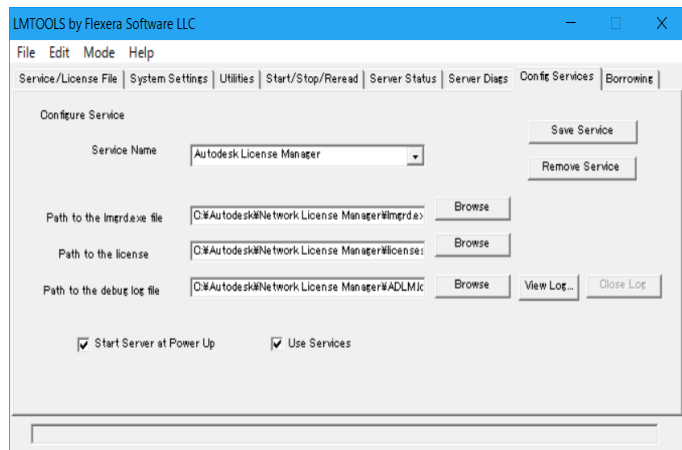 LMTOOLS by Flexera Software LLC
File Edit Mode Help
Service/License File System Settings Utilities Start/Stop/Reread Server Status Server Diags Config Services Borrowing
Configure Service
Save Service
Service Name Autodesk License Manager
Remove Service
Path to the lmgrd.exe file C:¥Autodesk¥Network License Manager¥lmgrd.ex Browse
Path to the license C:¥Autodesk¥Network License Manager¥licenses Browse
Path to the debug log file C:¥Autodesk¥Network License Manager¥ADLM.lo Browse View Log... Close Log
Start Server at Power Up Use Services